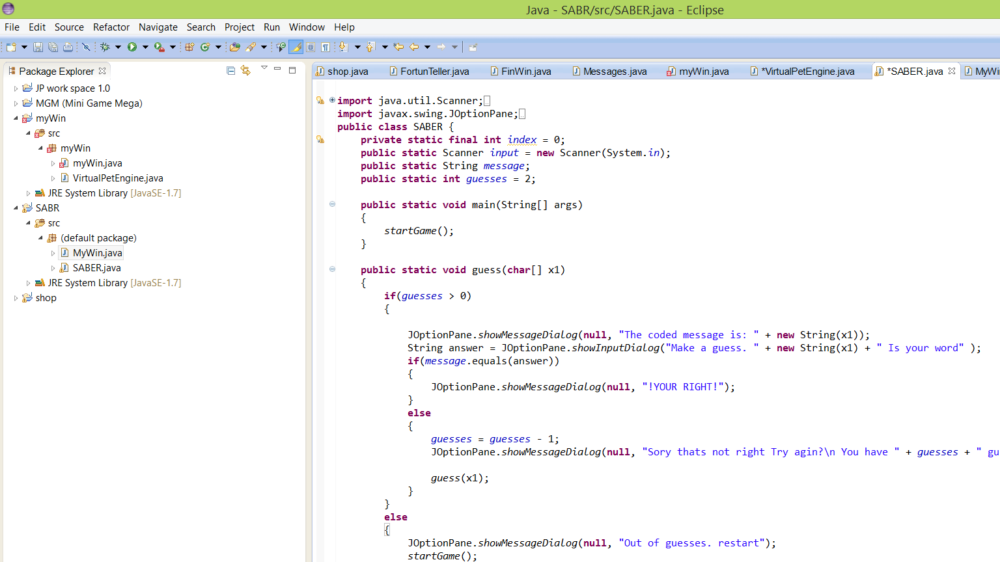 Java - SABR/src/SABER.java - Eclipse
File Edit Source Refactor Navigate Search Project Run Window Help
Package Explorer
JP work space 1.0
MGM (Mini Game Mega)
myWin
src
myWin
myWin.java
VirtualPetEngine.java
JRE System Library [JavaSE-1.7]
SABR
src
(default package)
MyWin.java
SABER.java
JRE System Library [JavaSE-1.7]
shop
shop.java FortunTeller.java FinWin.java Messages.java myWin.java *VirtualPetEngine.java *SABER.java MyWi
import java.util.Scanner;
import javax.swing.JOptionPane;
public class SABER {
private static final int index = 0;
public static Scanner input = new Scanner(System.in);
public static String message;
public static int guesses = 2;
public static void main(String[] args)
{
startGame();
}
public static void guess(char[] x1)
{
if(guesses > 0)
{
JOptionPane.showMessageDialog(null, "The coded message is: " + new String(x1));
String answer = JOptionPane.showInputDialog("Make a guess. " + new String(x1) + " Is your word" );
if(message.equals(answer))
{
JOptionPane.showMessageDialog(null, "!YOUR RIGHT!");
}
else
{
guesses = guesses - 1;
JOptionPane.showMessageDialog(null, "Sory thats not right Try agin?\n You have " + guesses + " gu
guess(x1);
}
}
else
{
JOptionPane.showMessageDialog(null, "Out of guesses. restart");
startGame();